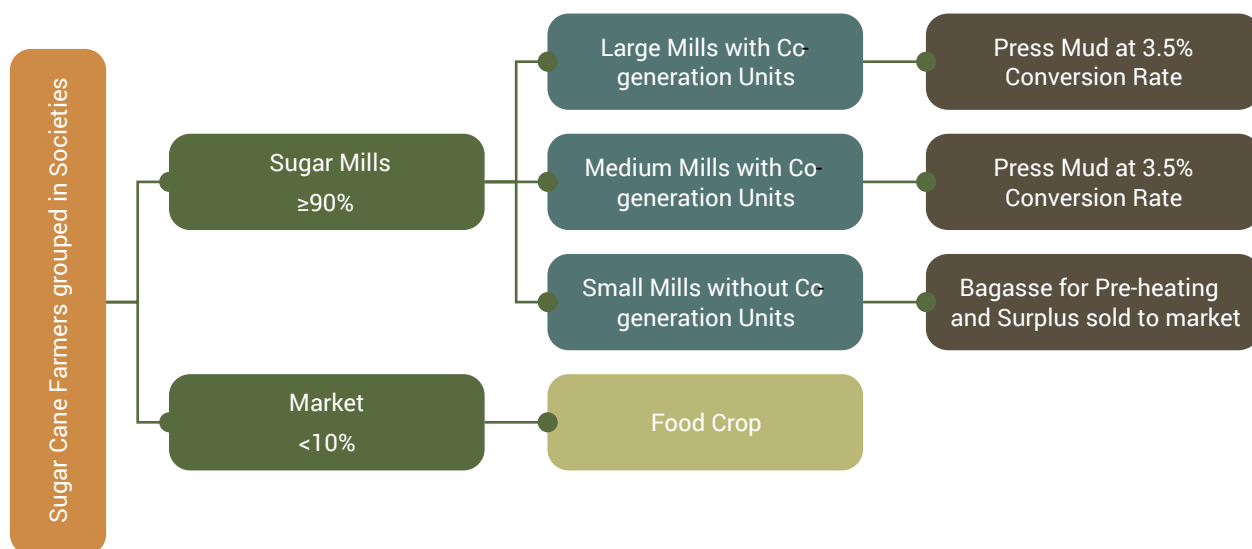 Sugar Cane Farmers grouped in Societies
Sugar Mills
≥90%
Market
<10%
Large Mills with Co-
generation Units
Medium Mills with Co-
generation Units
Small Mills without Co-
generation Units
Food Crop
Press Mud at 3.5%
Conversion Rate
Press Mud at 3.5%
Conversion Rate
Bagasse for Pre-heating
and Surplus sold to market